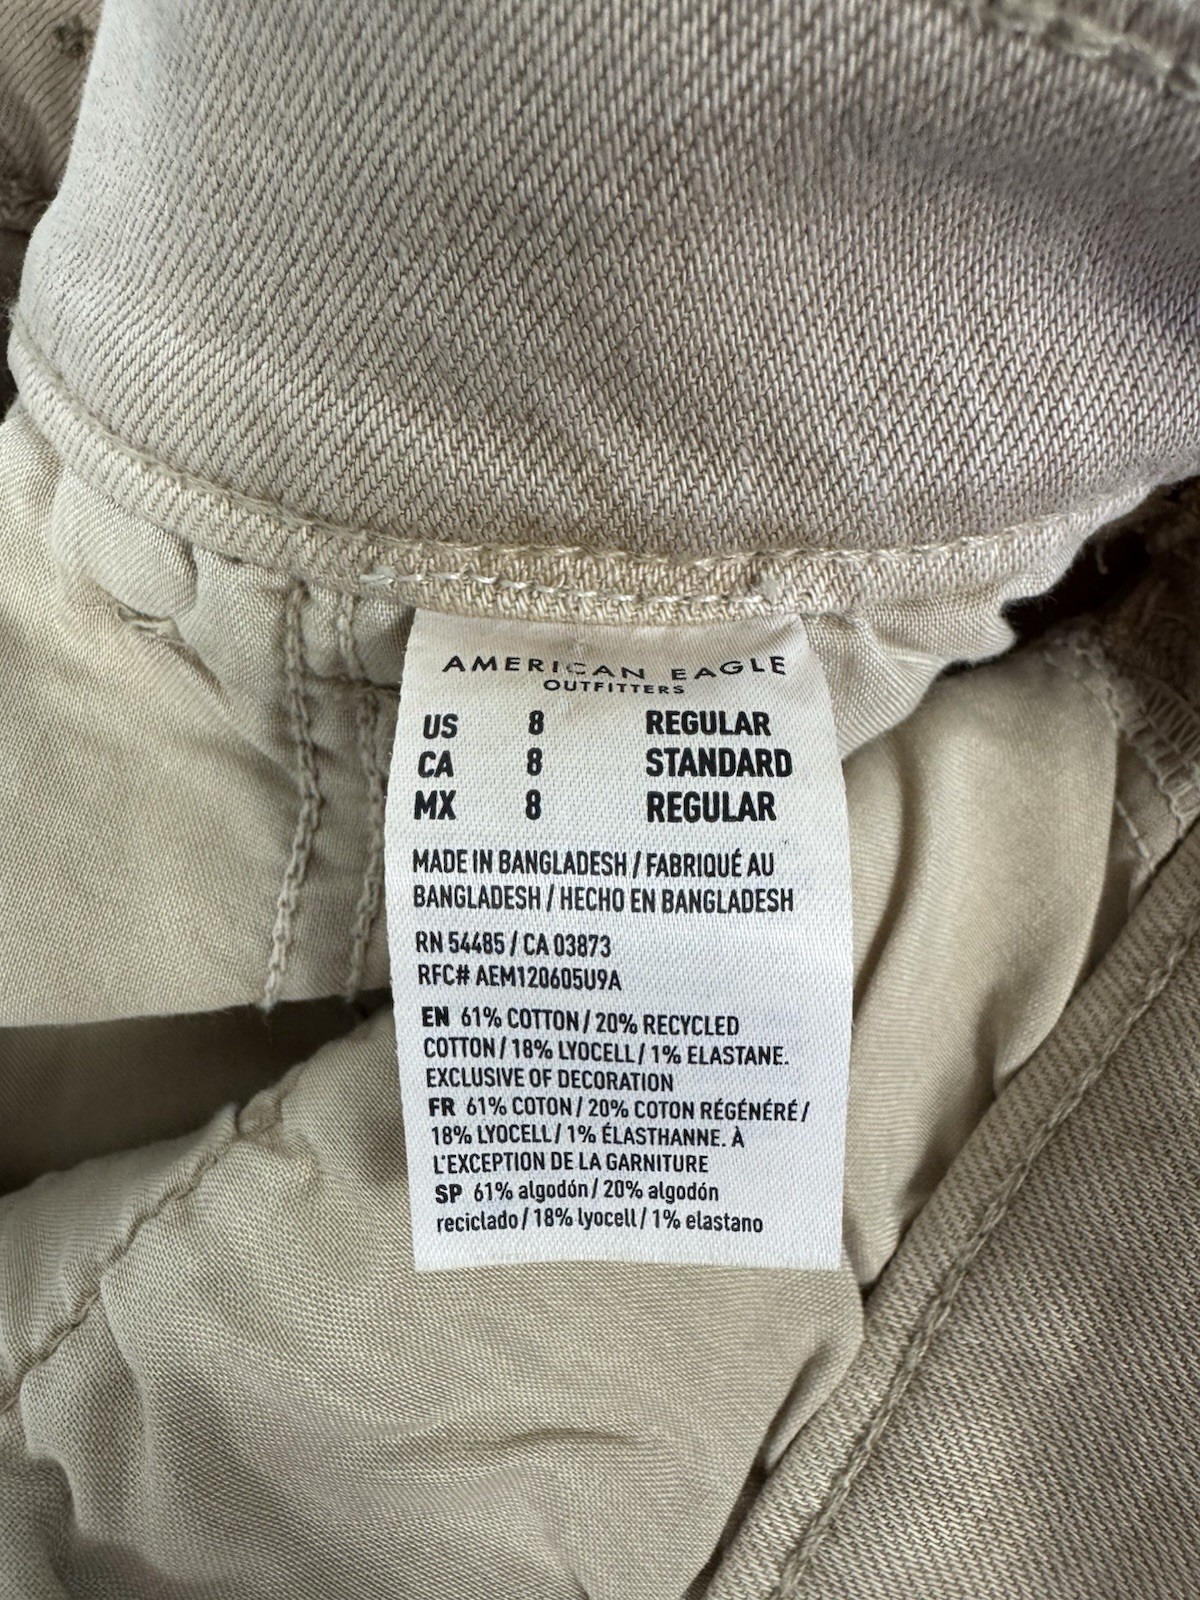 AMERICAN EAGLE
OUTFITTERS
US 8 REGULAR
CA 8 STANDARD
MX 8 REGULAR
MADE IN BANGLADESH / FABRIQUÉ AU
BANGLADESH / HECHO EN BANGLADESH
RN 54485 / CA 03873
RFC# AEM120605U9A
EN 61% COTTON / 20% RECYCLED
COTTON / 18% LYOCELL / 1% ELASTANE.
EXCLUSIVE OF DECORATION
FR 61% COTON / 20% COTON RÉGÉNÉRÉ /
18% LYOCELL / 1% ÉLASTHANNE. À
L'EXCEPTION DE LA GARNITURE
SP 61% algodón / 20% algodón
reciclado / 18% lyocell / 1% elastano